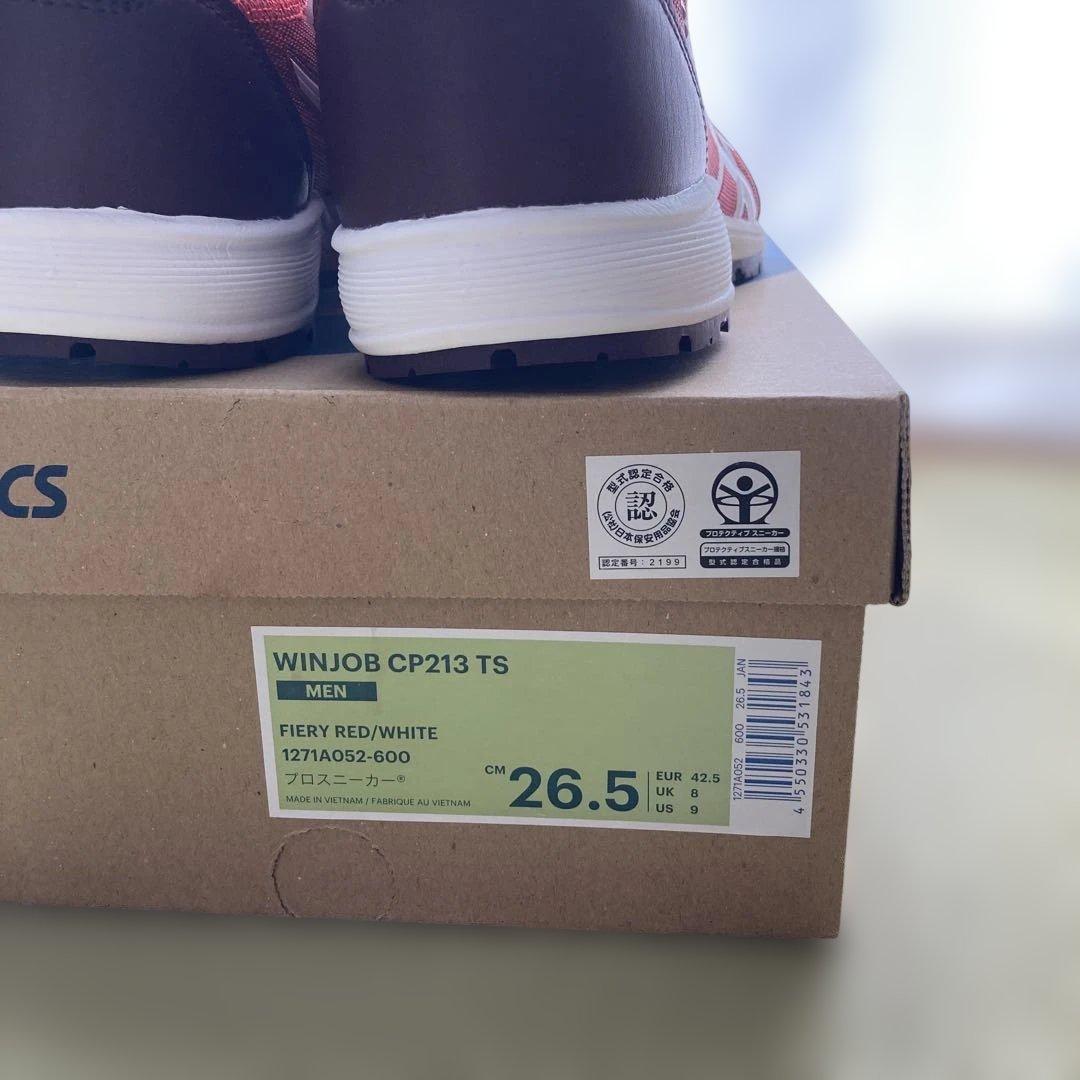 CS
型式認定合格
認
(公社)日本保安用品協会
認定番号:2199
プロテクティブスニーカー
プロテクティブスニーカー規格
型式認定合格品
WINJOB CP213 TS
MEN
FIERY RED/WHITE
1271A052-600
プロスニーカー®
MADE IN VIETNAM / FABRIQUE AU VIETNAM
CM 26.5
EUR 42.5
UK 8
US 9
1271A052 600 26.5 JAN
4 550330 531843